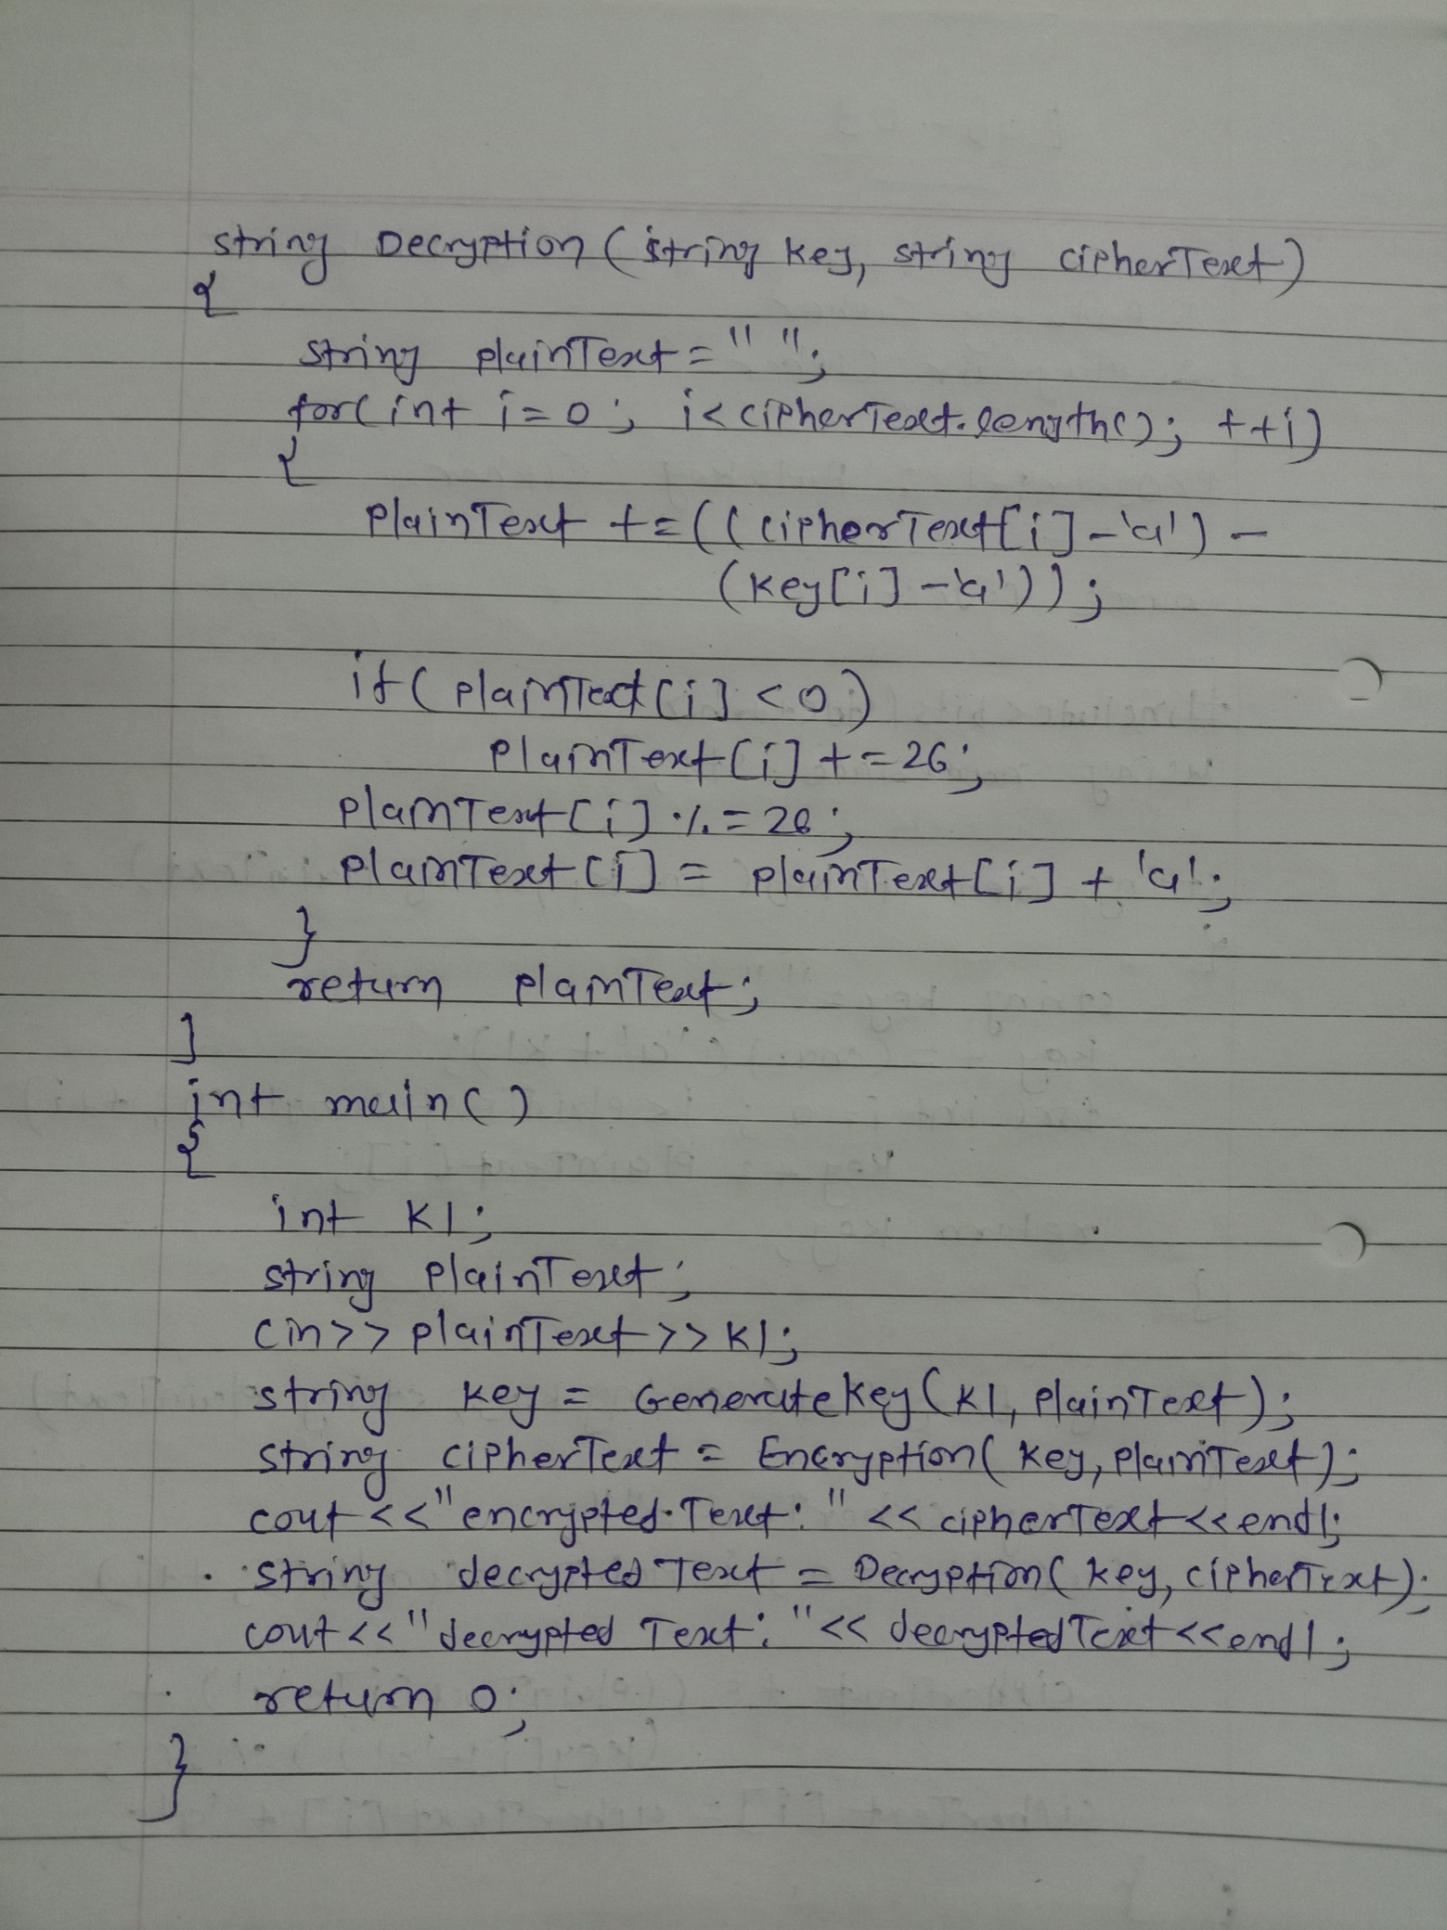 string Decryption (string key, string cipherText)
{
string plainText = " ";
for(int i=0; i<cipherText.length(); ++i)
{
plainText += ((cipherText[i]-'a') -
(key[i] -'a'));
if( plainText[i] <0)
plainText[i] +=26;
plainText[i] %=26;
plainText[i] = plainText[i] + 'a';
}
return plainText;
}
int main()
{
int k1;
string plainText;
cin>>plainText>>k1;
string key = Generatekey(k1, plainText);
string cipherText = Encryption( key, plainText);
cout<<"encrypted Text: " << cipherText<<endl;
string decrypted Text = Decryption( key, cipherText);
cout<<"decrypted Text: "<< decryptedText<<endl;
return 0;
}